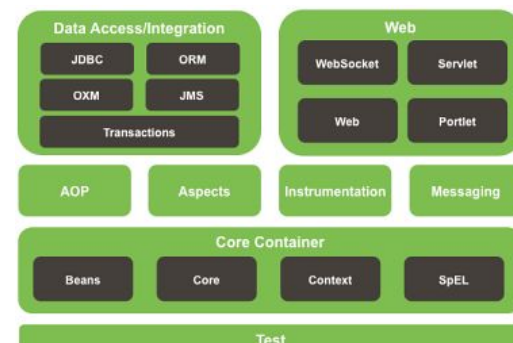 Data Access/Integration
JDBC
ORM
OXM
JMS
Transactions
Web
WebSocket
Servlet
Web
Portlet
AOP
Aspects
Instrumentation
Messaging
Core Container
Beans
Core
Context
SpEL
Test